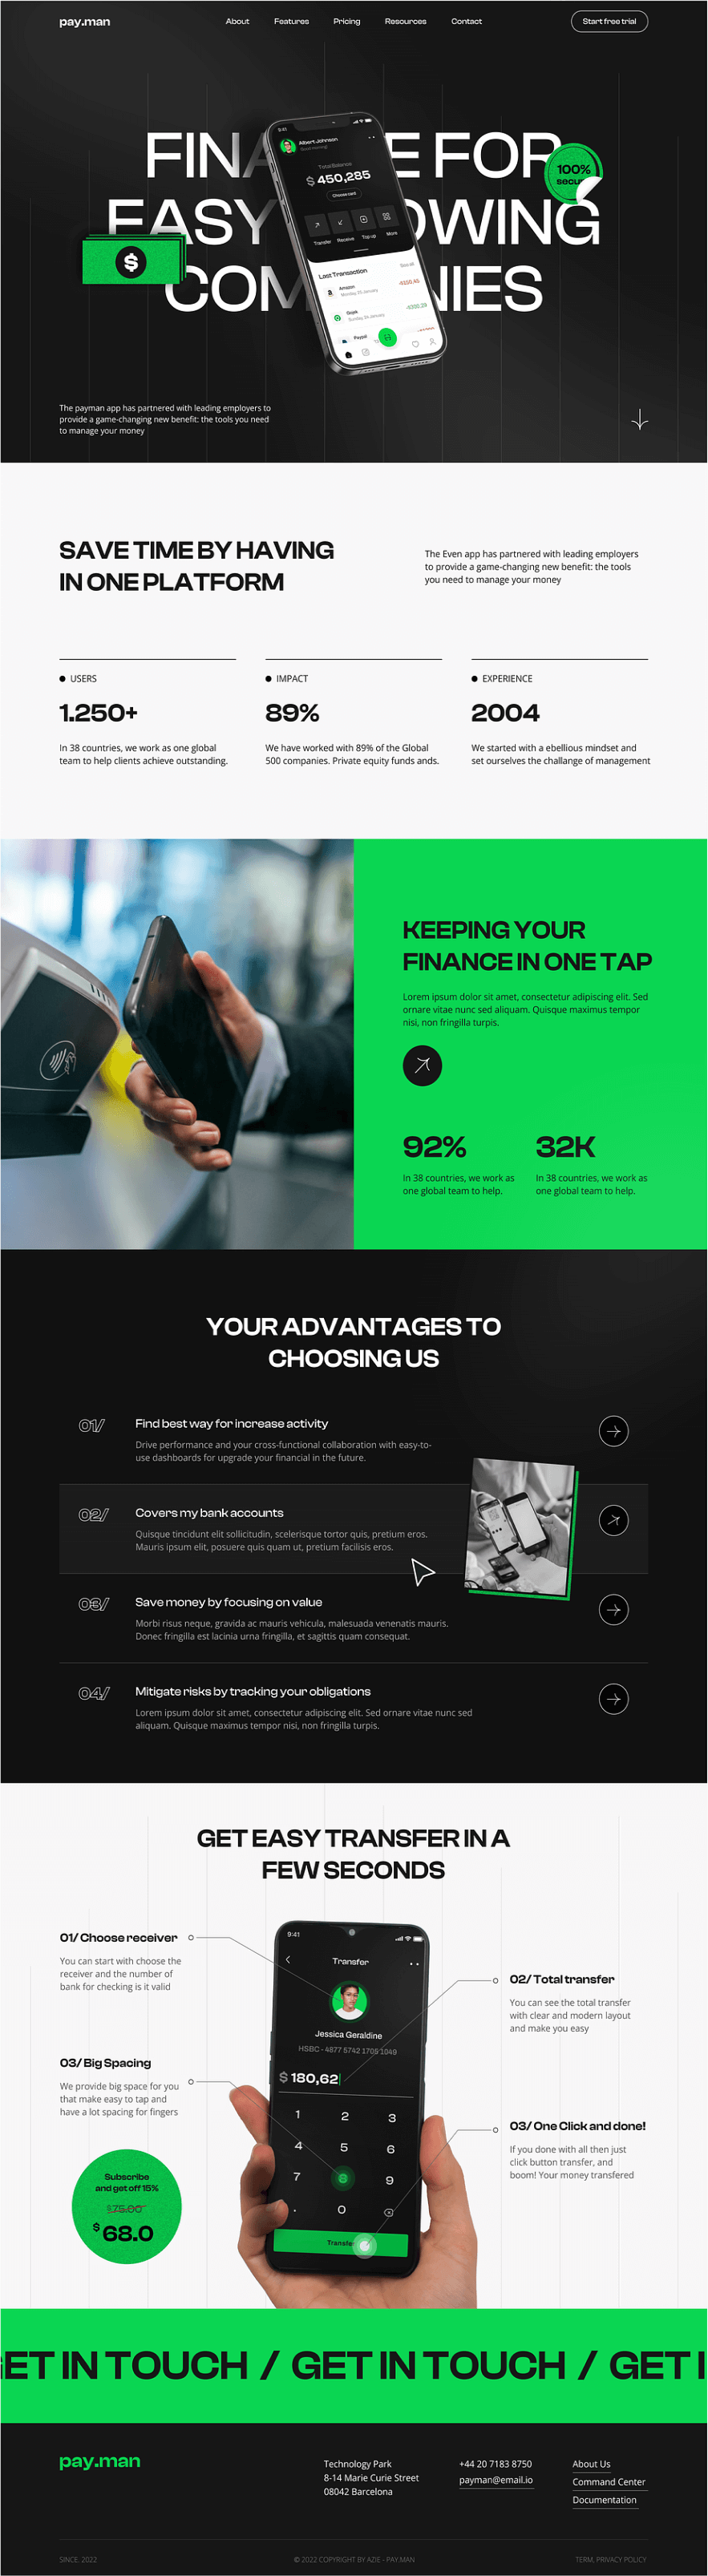 pay.man
About
Features
Pricing
Resources
Contact
Start free trial
FINA E FOR
EASY OWING
COM NIES
100%
secure
$
9:41
Albert Johnson
Good morning!
Total Balance
$ 450,285
Choose card
Transfer
Receive
Top up
More
Last Transaction
See all
Amazon
Monday, 21 January
Gojek
Sunday, 20 January
Paypal
The payman app has partnered with leading employers to
provide a game-changing new benefit: the tools you need
to manage your money
SAVE TIME BY HAVING
IN ONE PLATFORM
The Even app has partnered with leading employers
to provide a game-changing new benefit: the tools
you need to manage your money
USERS
1.250+
In 38 countries, we work as one global
team to help clients achieve outstanding.
IMPACT
89%
We have worked with 89% of the Global
500 companies. Private equity funds ands.
EXPERIENCE
2004
We started with a ebellious mindset and
set ourselves the challange of management
KEEPING YOUR
FINANCE IN ONE TAP
Lorem ipsum dolor sit amet, consectetur adipiscing elit. Sed
ornare vitae nunc sed aliquam. Quisque maximus tempor
nisi, non fringilla turpis.
92%
In 38 countries, we work as
one global team to help.
32K
In 38 countries, we work as
one global team to help.
YOUR ADVANTAGES TO
CHOOSING US
01/
Find best way for increase activity
Drive performance and your cross-functional collaboration with easy-to-
use dashboards for upgrade your financial in the future.
02/
Covers my bank accounts
Quisque tincidunt elit sollicitudin, scelerisque tortor quis, pretium eros.
Mauris ipsum elit, posuere quis quam ut, pretium facilisis eros.
03/
Save money by focusing on value
Morbi risus neque, gravida ac mauris vehicula, malesuada venenatis mauris.
Donec fringilla est lacinia urna fringilla, et sagittis quam consequat.
04/
Mitigate risks by tracking your obligations
Lorem ipsum dolor sit amet, consectetur adipiscing elit. Sed ornare vitae nunc sed
aliquam. Quisque maximus tempor nisi, non fringilla turpis.
GET EASY TRANSFER IN A
FEW SECONDS
01/ Choose receiver
You can start with choose the
receiver and the number of
bank for checking is it valid
03/ Big Spacing
We provide big space for you
that make easy to tap and
have a lot spacing for fingers
Subscribe
and get off 15%
$75.00
$68.0
9:41
Transfer
Jessica Geraldine
HSBC - 4877 5742 1709 1049
$ 180,62
1 2 3
4 5 6
7 8 9
. 0
Transfer
02/ Total transfer
You can see the total transfer
with clear and modern layout
and make you easy
03/ One Click and done!
If you done with all then just
click button transfer, and
boom! Your money transfered
ET IN TOUCH / GET IN TOUCH / GET I
pay.man
Technology Park
8-14 Marie Curie Street
08042 Barcelona
+44 20 7183 8750
payman@email.io
About Us
Command Center
Documentation
SINCE. 2022
© 2022 COPYRIGHT BY AZIE - PAY.MAN
TERM. PRIVACY POLICY